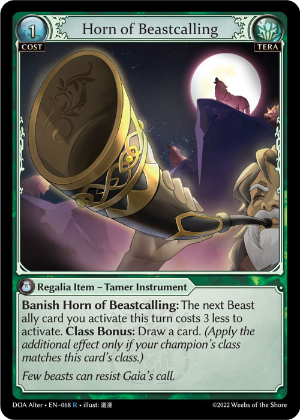 1
Horn of Beastcalling
COST
TERA
Regalia Item – Tamer Instrument
Banish Horn of Beastcalling: The next Beast
ally card you activate this turn costs 3 less to
activate. Class Bonus: Draw a card. (Apply the
additional effect only if your champion's class
matches this card's class.)
Few beasts can resist Gaia's call.
DOA Alter • EN-068 R • illust: 邋遢
©2022 Weebs of the Shore